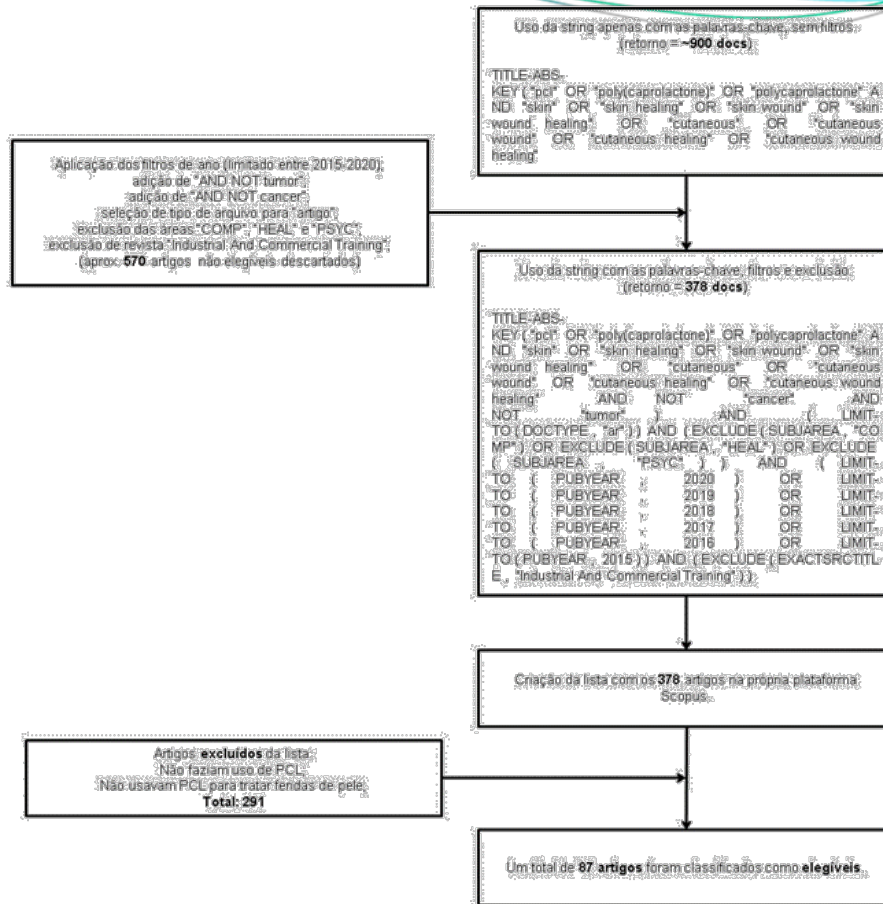 Uso da string apenas com as palavras-chave, sem filtros
(retorno = ~900 docs)
TITLE-ABS-
KEY ( "pcl" OR "poly(caprolactone)" OR "polycaprolactone" A
ND "skin" OR "skin healing" OR "skin wound" OR "skin
wound healing" OR "cutaneous" OR "cutaneous
wound" OR "cutaneous healing" OR "cutaneous wound
healing"
Aplicação dos filtros de ano (limitado entre 2015-2020),
adição de "AND NOT tumor"
adição de "AND NOT cancer"
seleção de tipo de arquivo para "artigo"
exclusão das áreas "COMP", "HEAL" e "PSYC"
exclusão de revista "Industrial And Commercial Training"
(aprox. 570 artigos não elegíveis descartados)
Uso da string com as palavras-chave, filtros e exclusão
(retorno = 378 docs)
TITLE-ABS-
KEY ( "pcl" OR "poly(caprolactone)" OR "polycaprolactone" A
ND "skin" OR "skin healing" OR "skin wound" OR "skin
wound healing" OR "cutaneous" OR "cutaneous
wound" OR "cutaneous healing" OR "cutaneous wound
healing" AND NOT "cancer" AND
NOT "tumor" ) AND ( LIMIT-
TO ( DOCTYPE , "ar" ) ) AND ( EXCLUDE ( SUBJAREA , "CO
MP" ) OR EXCLUDE ( SUBJAREA , "HEAL" ) OR EXCLUDE
( SUBJAREA , "PSYC" ) ) AND ( LIMIT-
TO ( PUBYEAR , 2020 ) OR LIMIT-
TO ( PUBYEAR , 2019 ) OR LIMIT-
TO ( PUBYEAR , 2018 ) OR LIMIT-
TO ( PUBYEAR , 2017 ) OR LIMIT-
TO ( PUBYEAR , 2016 ) OR LIMIT-
TO ( PUBYEAR , 2015 ) ) AND ( EXCLUDE ( EXACTSRCTITL
E , "Industrial And Commercial Training" ) )
Criação da lista com os 378 artigos na própria plataforma
Scopus
Artigos excluídos da lista
Não faziam uso de PCL
Não usavam PCL para tratar feridas de pele
Total: 291
Um total de 87 artigos foram classificados como elegíveis